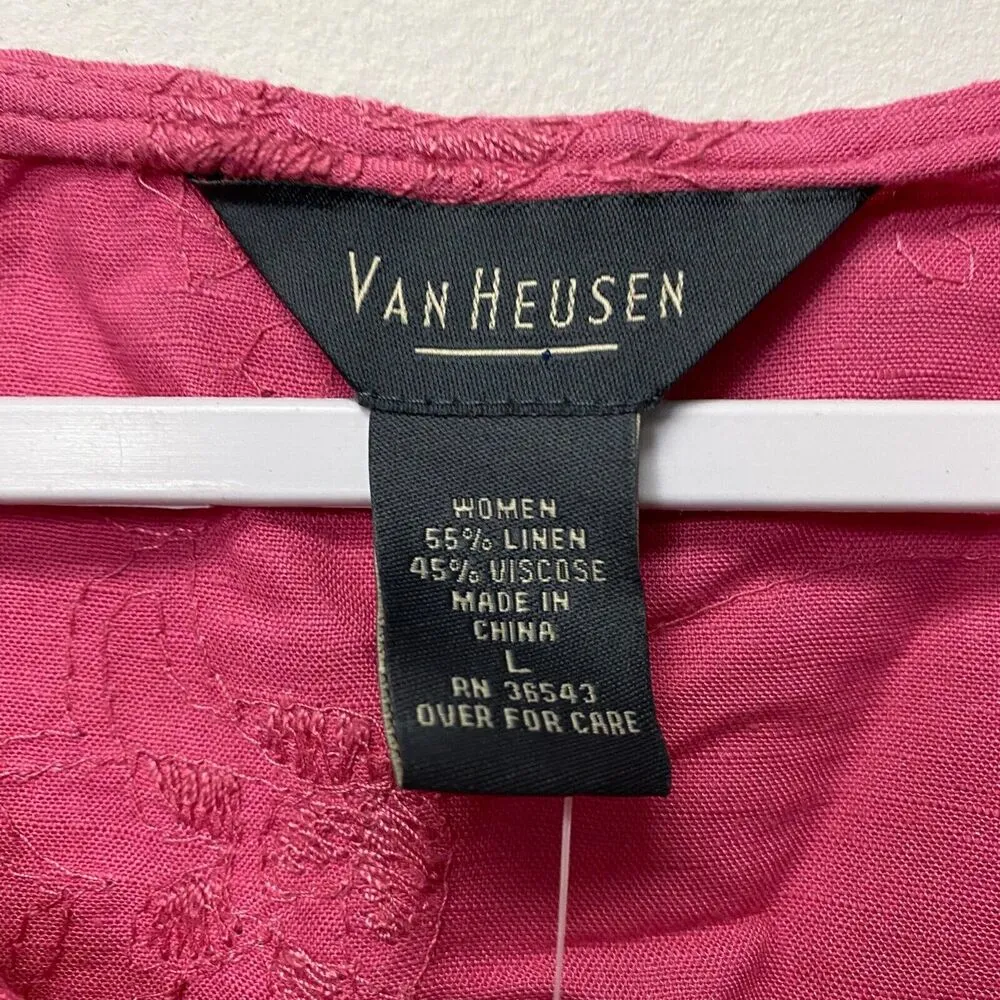 VAN HEUSEN
WOMEN
55% LINEN
45% VISCOSE
MADE IN
CHINA
L
RN 36543
OVER FOR CARE